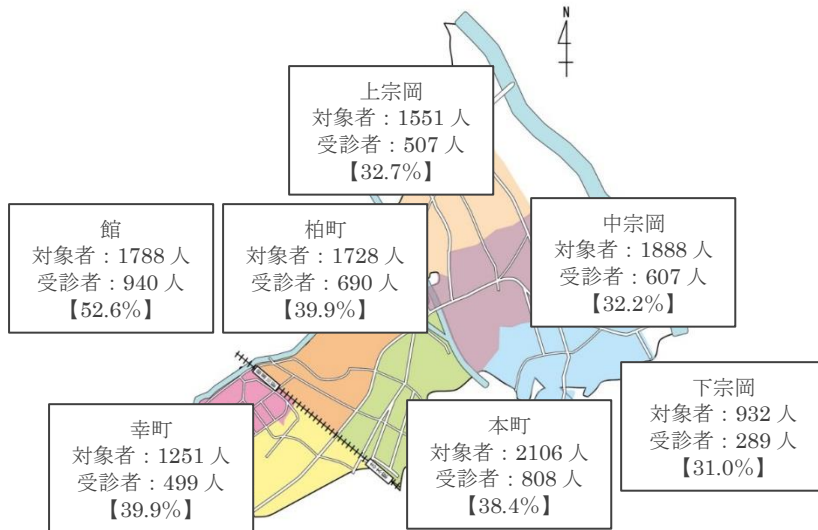 N
上宗岡
対象者：1551 人
受診者：507 人
【32.7%】
館
対象者：1788 人
受診者：940 人
【52.6%】
柏町
対象者：1728 人
受診者：690 人
【39.9%】
中宗岡
対象者：1888 人
受診者：607 人
【32.2%】
下宗岡
対象者：932 人
受診者：289 人
【31.0%】
幸町
対象者：1251 人
受診者：499 人
【39.9%】
本町
対象者：2106 人
受診者：808 人
【38.4%】